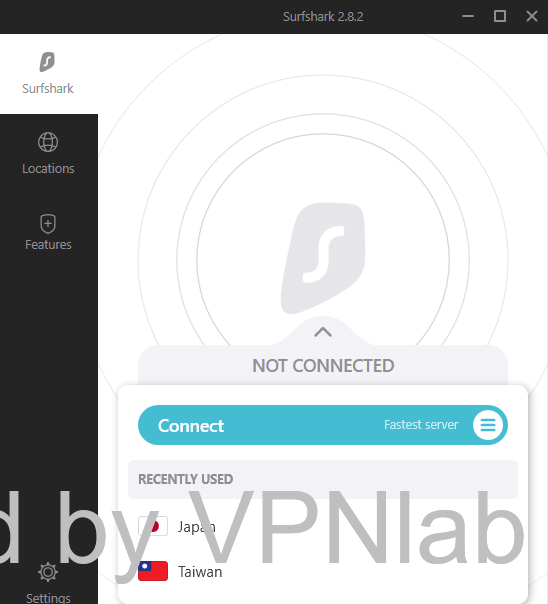 Surfshark 2.8.2
Surfshark
Locations
Features
NOT CONNECTED
Connect
Fastest server
RECENTLY USED
Japan
Taiwan
d by VPNlab
Settings